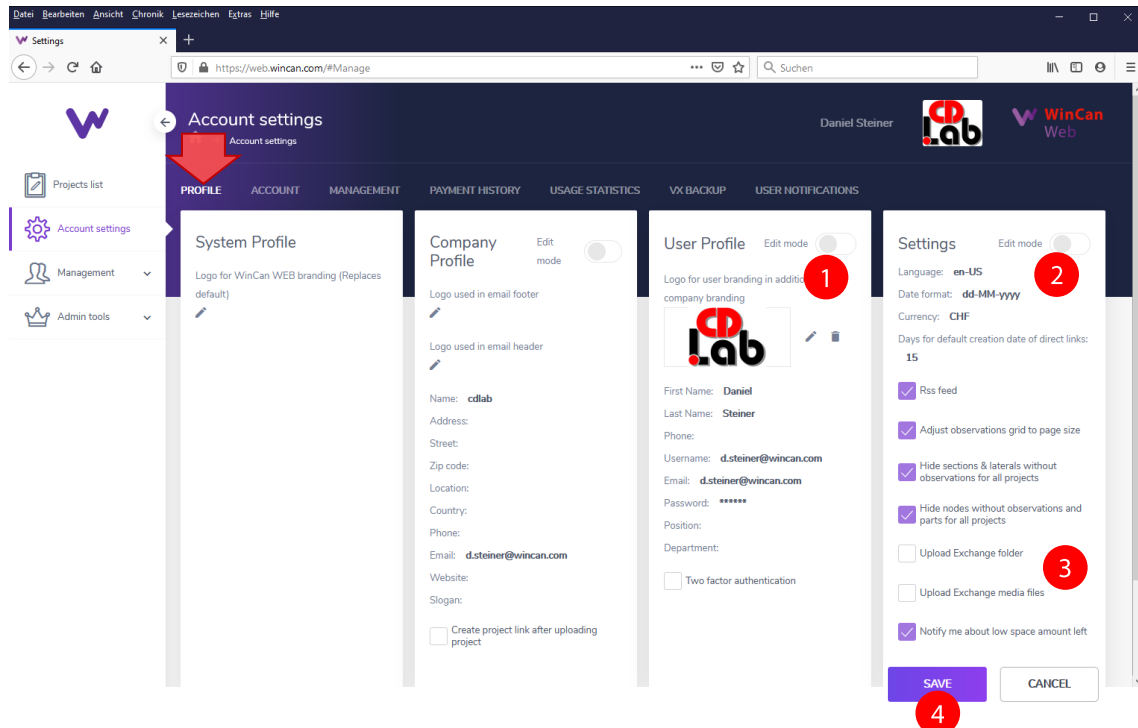 Datei Bearbeiten Ansicht Chronik Lesezeichen Extras Hilfe
Settings
https://web.wincan.com/#Manage
Suchen
Account settings
Account settings
Daniel Steiner
CD
Lab
WinCan
Web
Projects list
Account settings
Management
Admin tools
PROFILE ACCOUNT MANAGEMENT PAYMENT HISTORY USAGE STATISTICS VX BACKUP USER NOTIFICATIONS
System Profile
Logo for WinCan WEB branding (Replaces
default)
Company
Profile
Edit
mode
Logo used in email footer
Logo used in email header
Name: cdlab
Address:
Street:
Zip code:
Location:
Country:
Phone:
Email: d.steiner@wincan.com
Website:
Slogan:
Create project link after uploading
project
User Profile Edit mode
1
Logo for user branding in additio
company branding
CD
Lab
First Name: Daniel
Last Name: Steiner
Phone:
Username: d.steiner@wincan.com
Email: d.steiner@wincan.com
Password: ******
Position:
Department:
Two factor authentication
Settings Edit mode
2
Language: en-US
Date format: dd-MM-yyyy
Currency: CHF
Days for default creation date of direct links:
15
Rss feed
Adjust observations grid to page size
Hide sections & laterals without
observations for all projects
Hide nodes without observations and
parts for all projects
Upload Exchange folder
3
Upload Exchange media files
Notify me about low space amount left
SAVE CANCEL
4